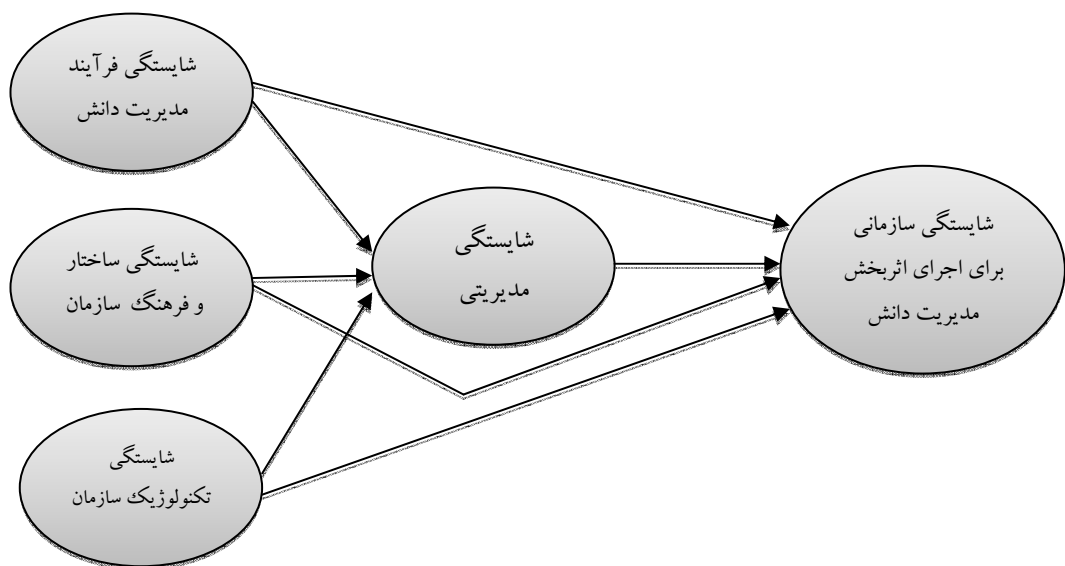 شایستگی فرآیند
مدیریت دانش
شایستگی ساختار
و فرهنگ سازمان
شایستگی
تکنولوژیک سازمان
شایستگی
مدیریتی
شایستگی سازمانی
برای اجرای اثربخش
مدیریت دانش